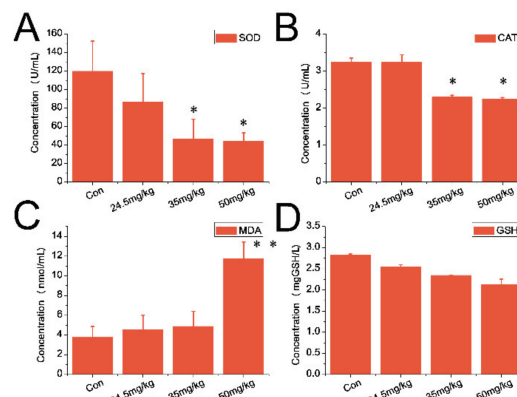 A
SOD
Concentration ( U/mL)
160
140
120
100
80
60
40
20
0
*
*
Con
24.5mg/kg
35mg/kg
50mg/kg
B
CAT
Concentration ( U/mL)
4
3
2
1
0
*
*
Con
24.5mg/kg
35mg/kg
50mg/kg
C
MDA
Concentration ( nmol/mL)
14
12
10
8
6
4
2
0
* *
Con
35mg/kg
50mg/kg
D
GSH
Concentration ( mgGSH/L)
3.5
3.0
2.5
2.0
1.5
1.0
0.5
0.0
Con
24.5mg/kg
35mg/kg
50mg/kg